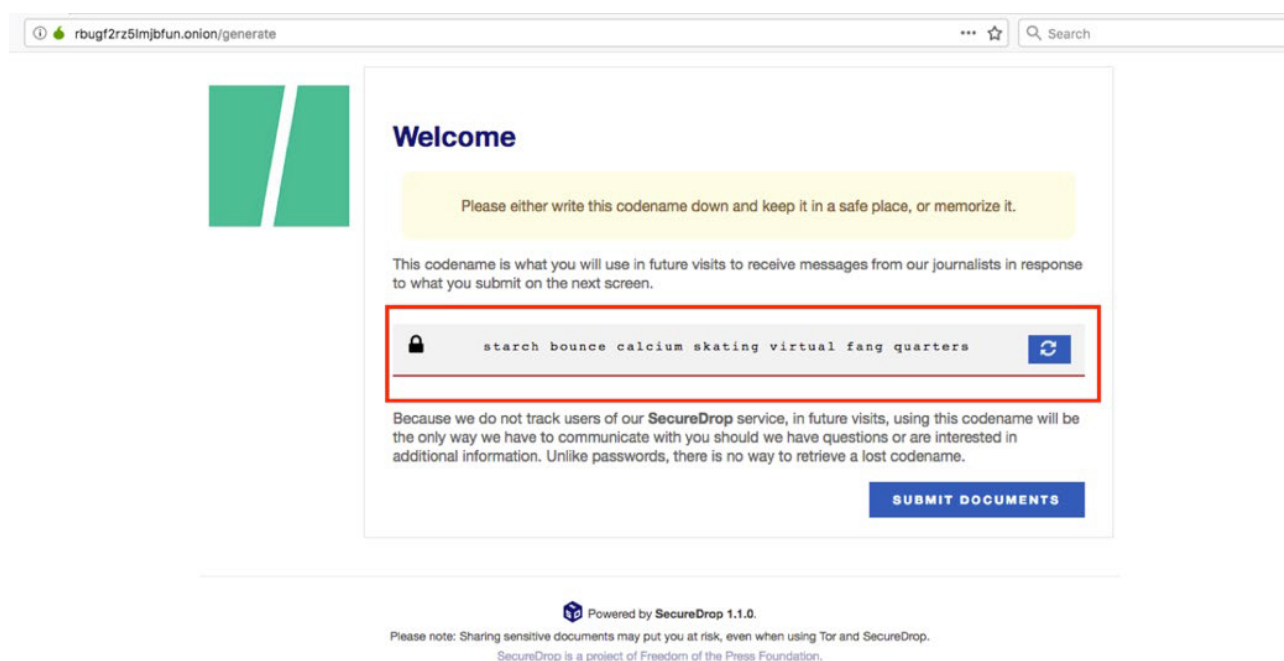 rbugf2rz5lmjbfun.onion/generate
Search
Welcome
Please either write this codename down and keep it in a safe place, or memorize it.
This codename is what you will use in future visits to receive messages from our journalists in response
to what you submit on the next screen.
starch bounce calcium skating virtual fang quarters
Because we do not track users of our SecureDrop service, in future visits, using this codename will be
the only way we have to communicate with you should we have questions or are interested in
additional information. Unlike passwords, there is no way to retrieve a lost codename.
SUBMIT DOCUMENTS
Powered by SecureDrop 1.1.0.
Please note: Sharing sensitive documents may put you at risk, even when using Tor and SecureDrop.
SecureDrop is a project of Freedom of the Press Foundation.